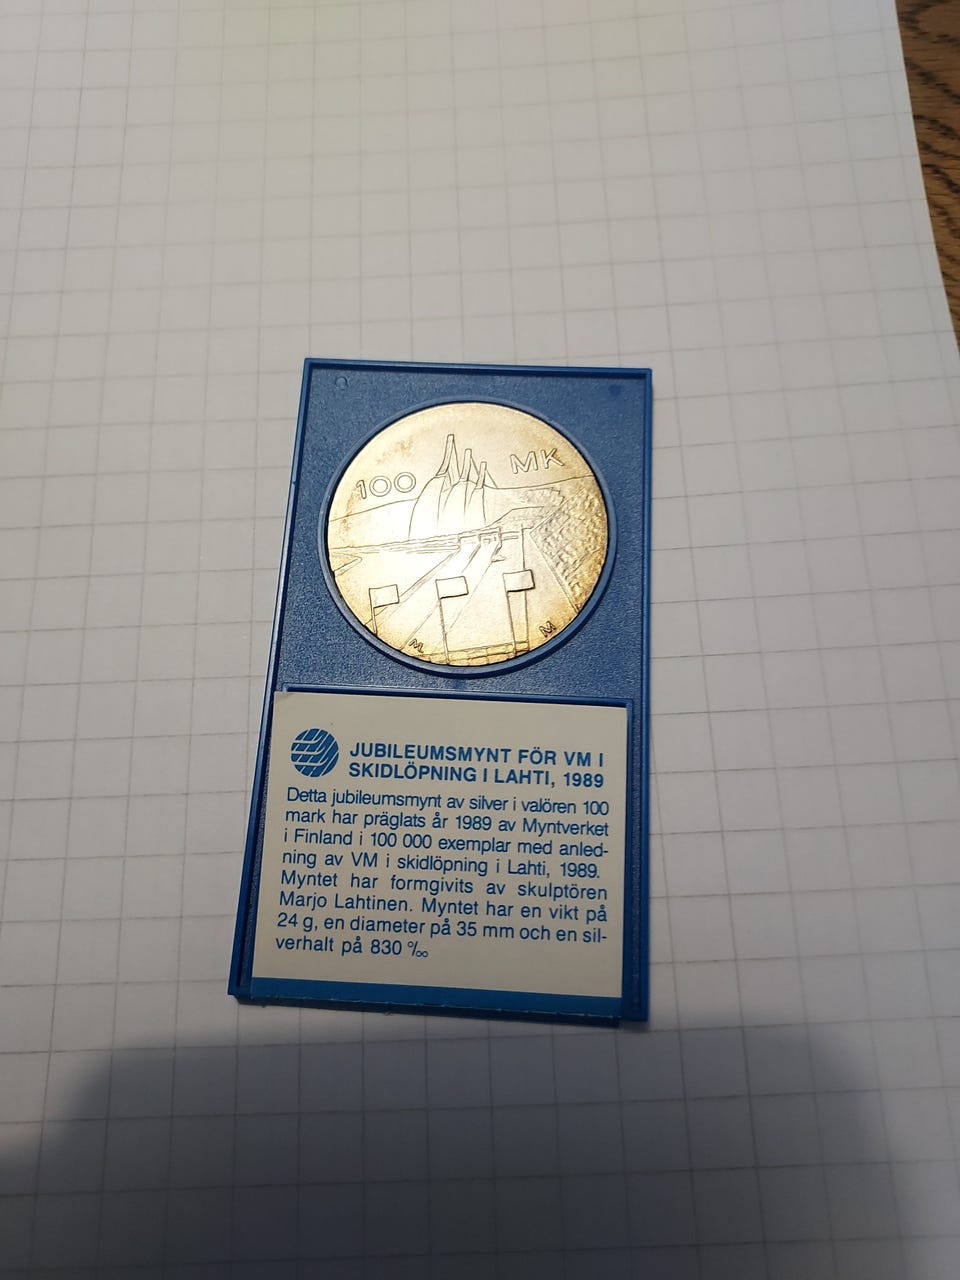 100 MK
M M
JUBILEUMSMYNT FÖR VM I
SKIDLÖPNING I LAHTI, 1989
Detta jubileumsmynt av silver i valören 100
mark har präglats år 1989 av Myntverket
i Finland i 100 000 exemplar med anled-
ning av VM i skidlöpning i Lahti, 1989.
Myntet har formgivits av skulptören
Marjo Lahtinen. Myntet har en vikt på
24 g, en diameter på 35 mm och en sil-
verhalt på 830 ‰